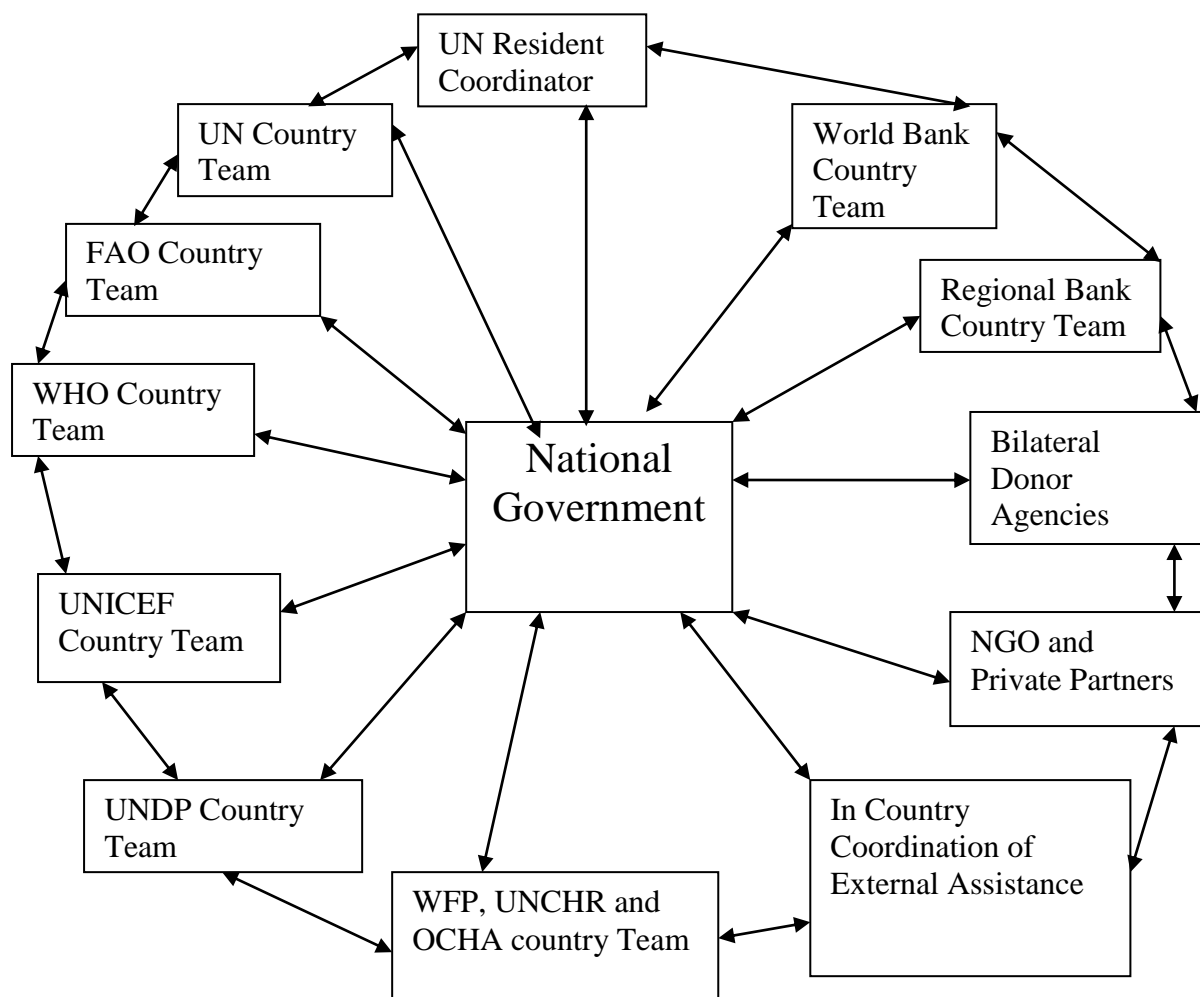 UN Resident
Coordinator
UN Country
Team
World Bank
Country
Team
FAO Country
Team
Regional Bank
Country Team
WHO Country
Team
National
Government
Bilateral
Donor
Agencies
UNICEF
Country Team
NGO and
Private Partners
UNDP Country
Team
In Country
Coordination of
External Assistance
WFP, UNCHR and
OCHA country Team